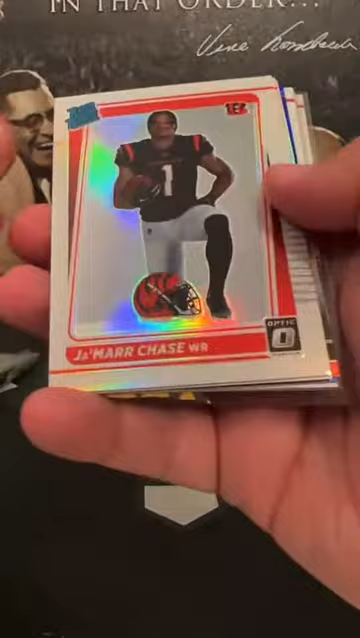 IN THAT ORDER...
Vince Lombardi
RATED ROOKIE
1
JA'MARR CHASE WR
OPTIC
D